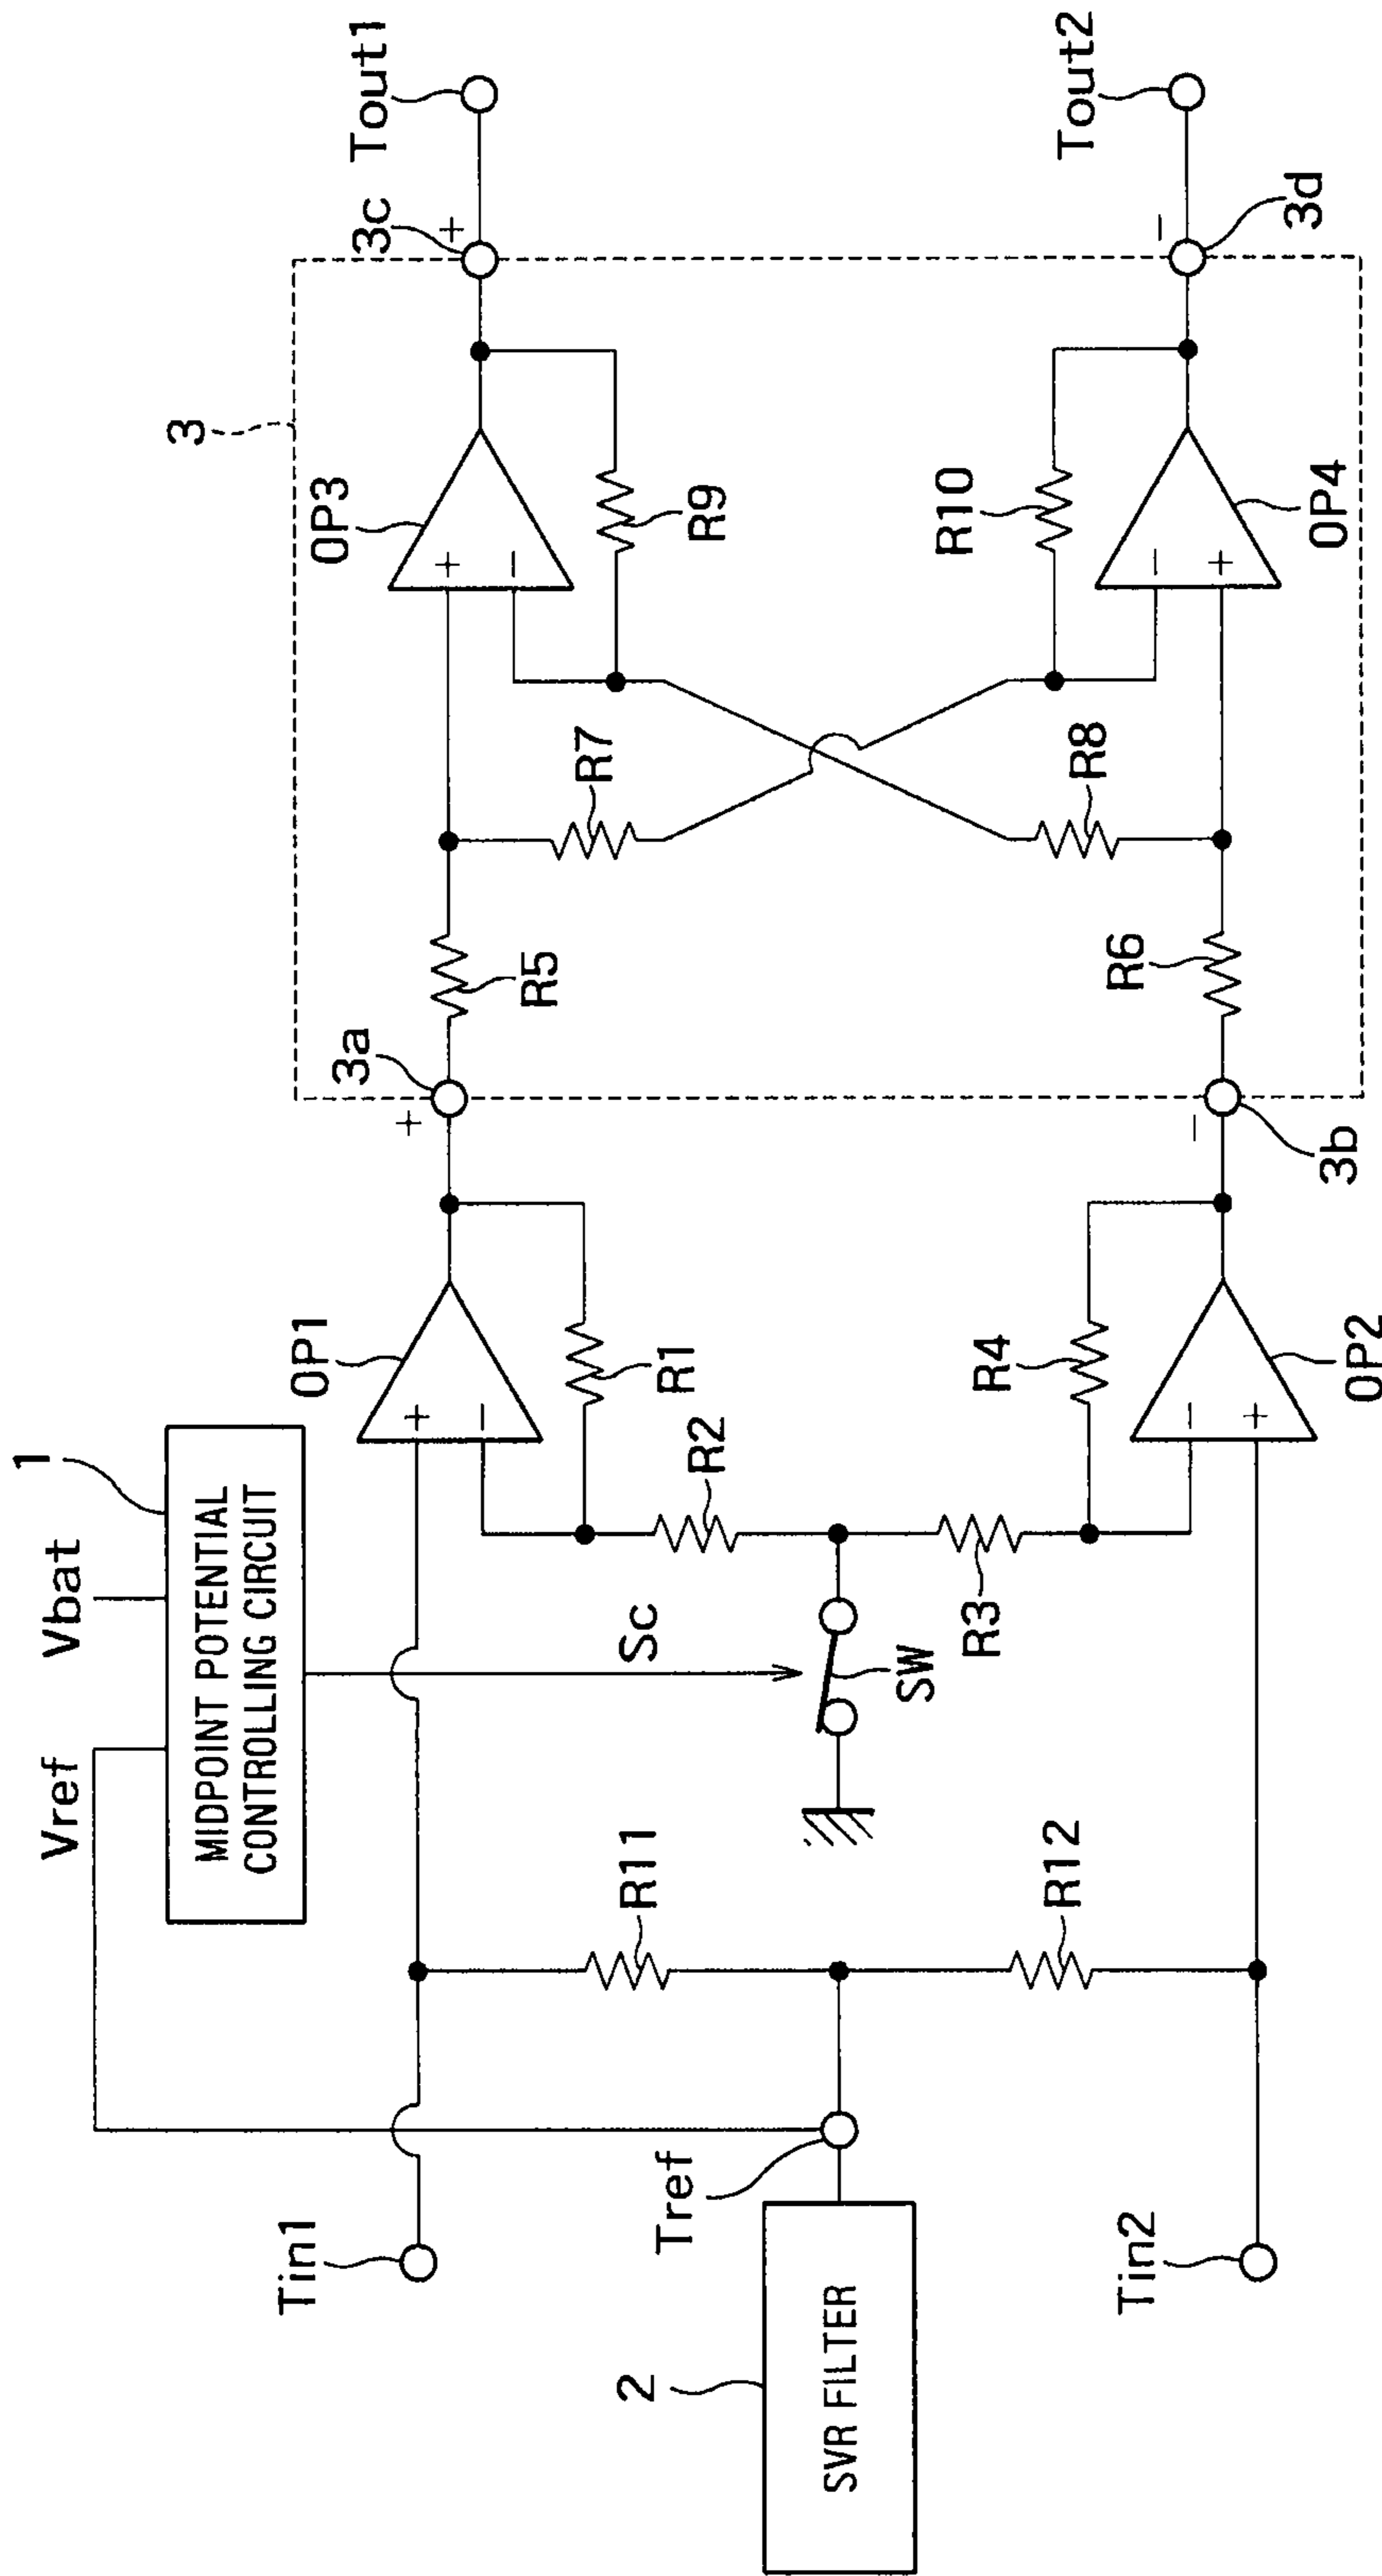 Tout1
Tout2
3c
+
-
3d
3
OP3
R9
R10
OP4
+
-
-
+
R7
R8
R5
R6
3a
+
-
3b
OP1
R1
R4
OP2
+
-
-
+
R2
R3
1
Vbat
Vref
MIDPOINT POTENTIAL
CONTROLLING CIRCUIT
Sc
SW
R11
R12
Tref
Tin1
Tin2
2
SVR FILTER